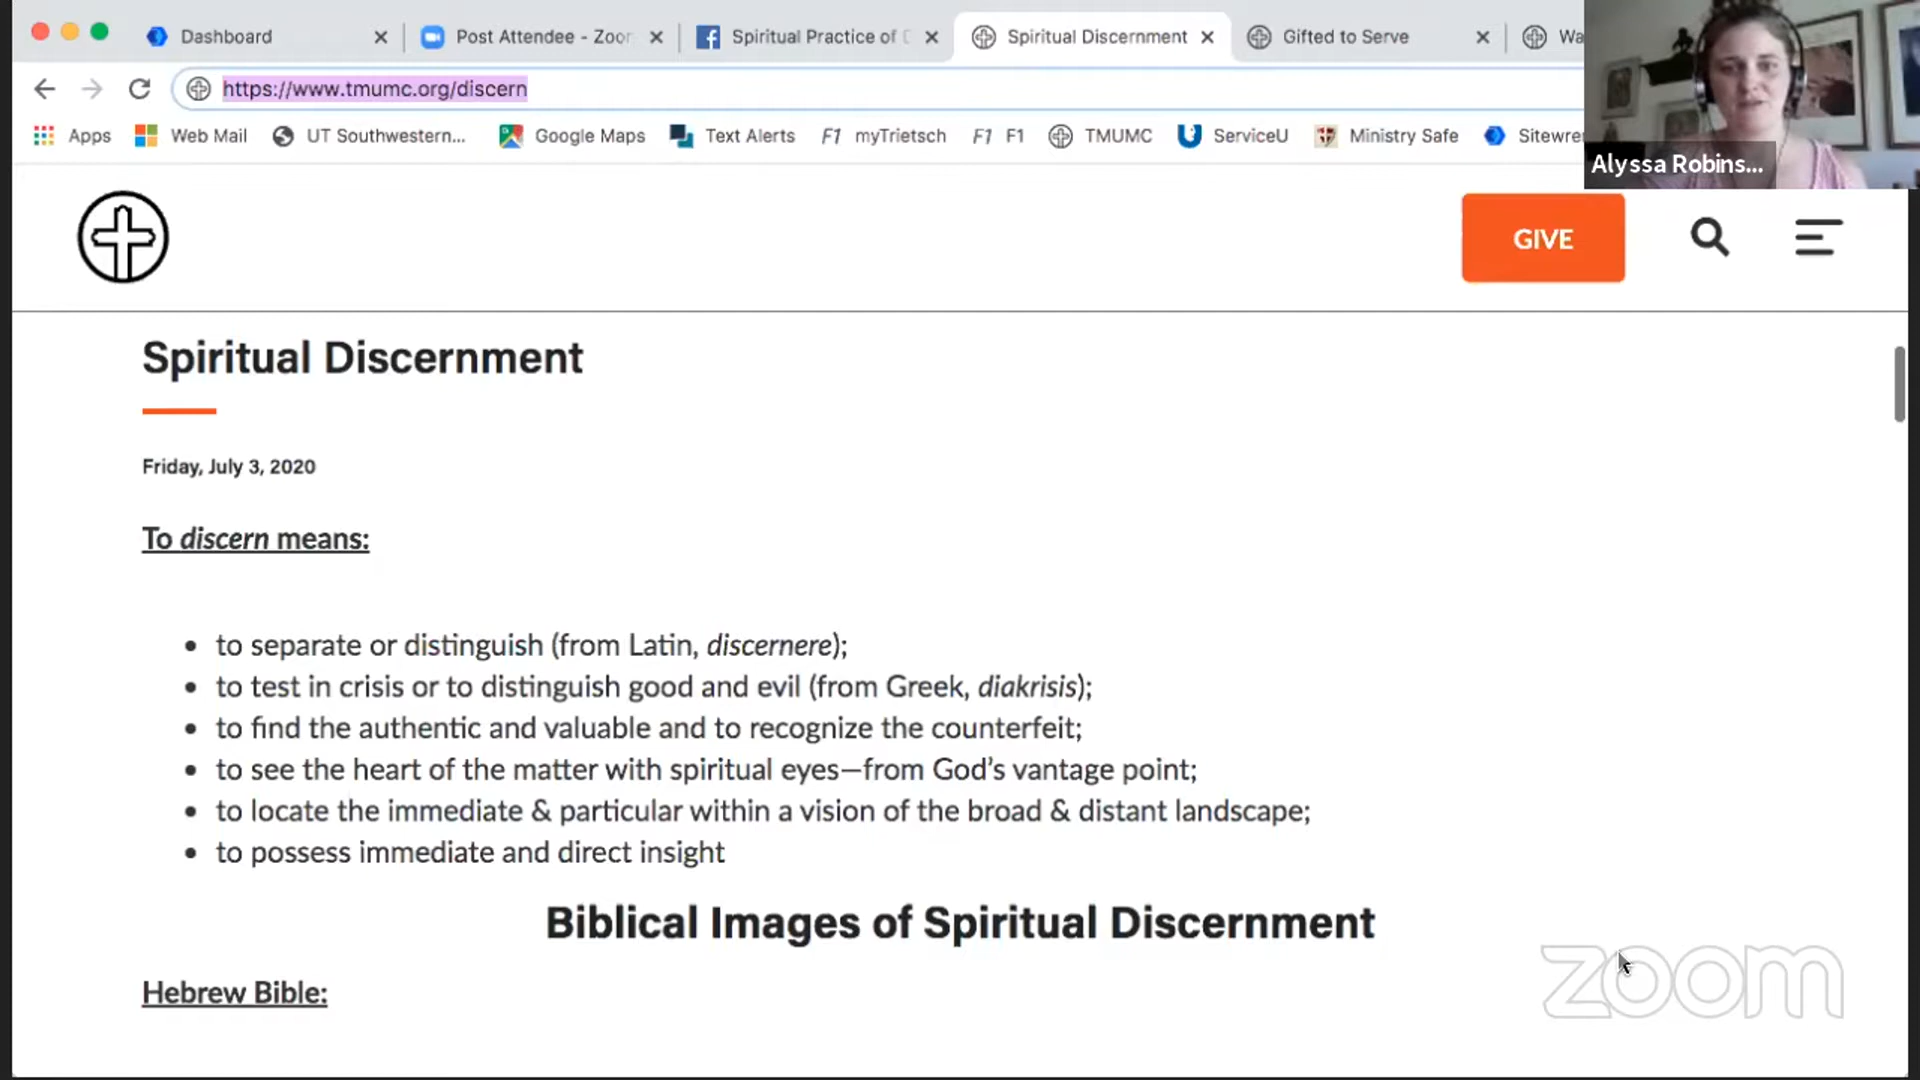 Dashboard
Post Attendee - Zoor
Spiritual Practice of
Spiritual Discernment
Gifted to Serve
Wa
https://www.tmumc.org/discern
Apps
Web Mail
UT Southwestern...
Google Maps
Text Alerts
F1 myTrietsch
F1 F1
TMUMC
ServiceU
Ministry Safe
Sitewre
Alyssa Robins...
GIVE
Spiritual Discernment
Friday, July 3, 2020
To discern means:
• to separate or distinguish (from Latin, discernere);
• to test in crisis or to distinguish good and evil (from Greek, diakrisis);
• to find the authentic and valuable and to recognize the counterfeit;
• to see the heart of the matter with spiritual eyes—from God's vantage point;
• to locate the immediate & particular within a vision of the broad & distant landscape;
• to possess immediate and direct insight
Biblical Images of Spiritual Discernment
Hebrew Bible:
zoom